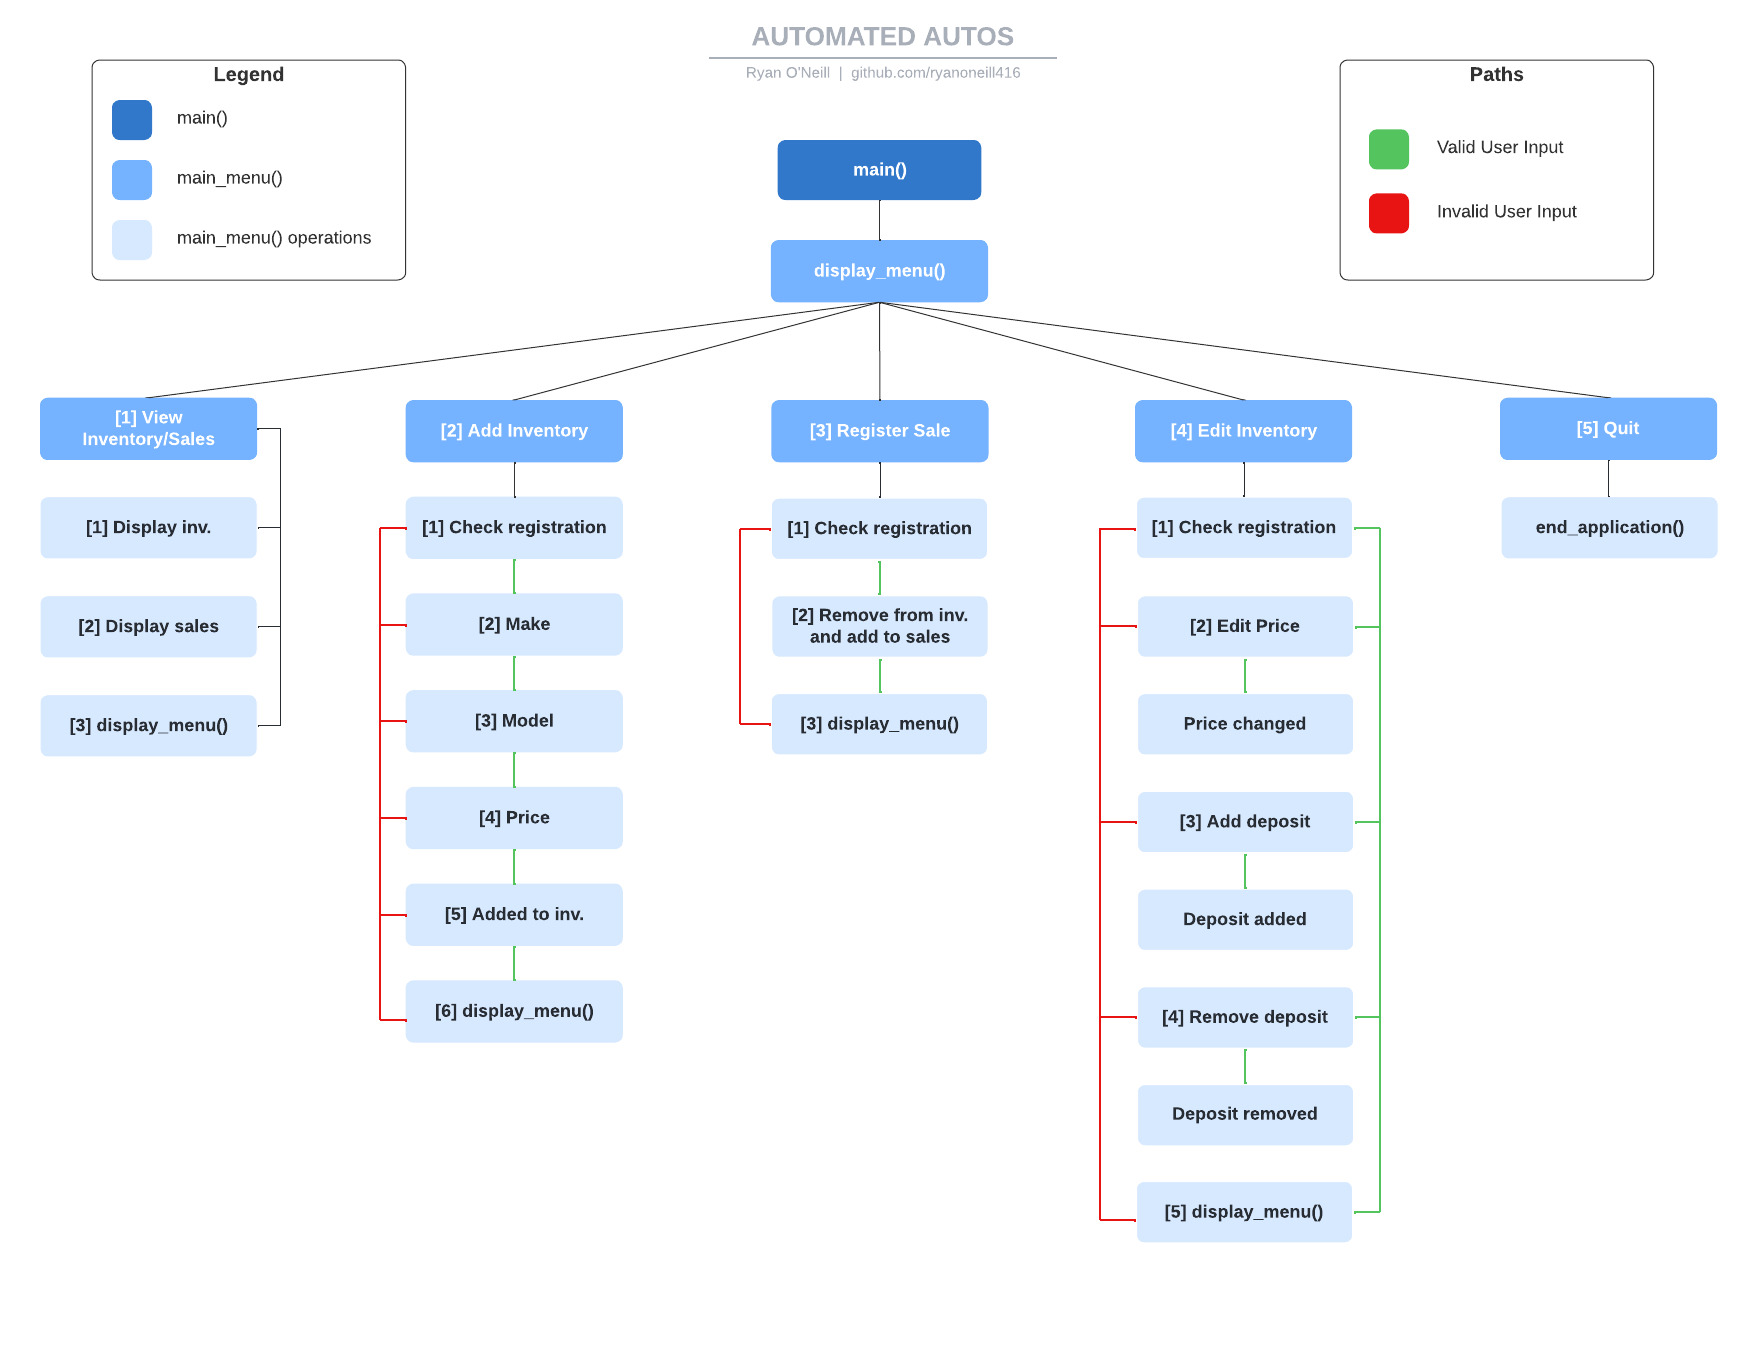 AUTOMATED AUTOS
Ryan O'Neill | github.com/ryanoneill416
Legend
main()
main_menu()
main_menu() operations
Paths
Valid User Input
Invalid User Input
main()
display_menu()
[1] View
Inventory/Sales
[1] Display inv.
[2] Display sales
[3] display_menu()
[2] Add Inventory
[1] Check registration
[2] Make
[3] Model
[4] Price
[5] Added to inv.
[6] display_menu()
[3] Register Sale
[1] Check registration
[2] Remove from inv.
and add to sales
[3] display_menu()
[4] Edit Inventory
[1] Check registration
[2] Edit Price
Price changed
[3] Add deposit
Deposit added
[4] Remove deposit
Deposit removed
[5] display_menu()
[5] Quit
end_application()